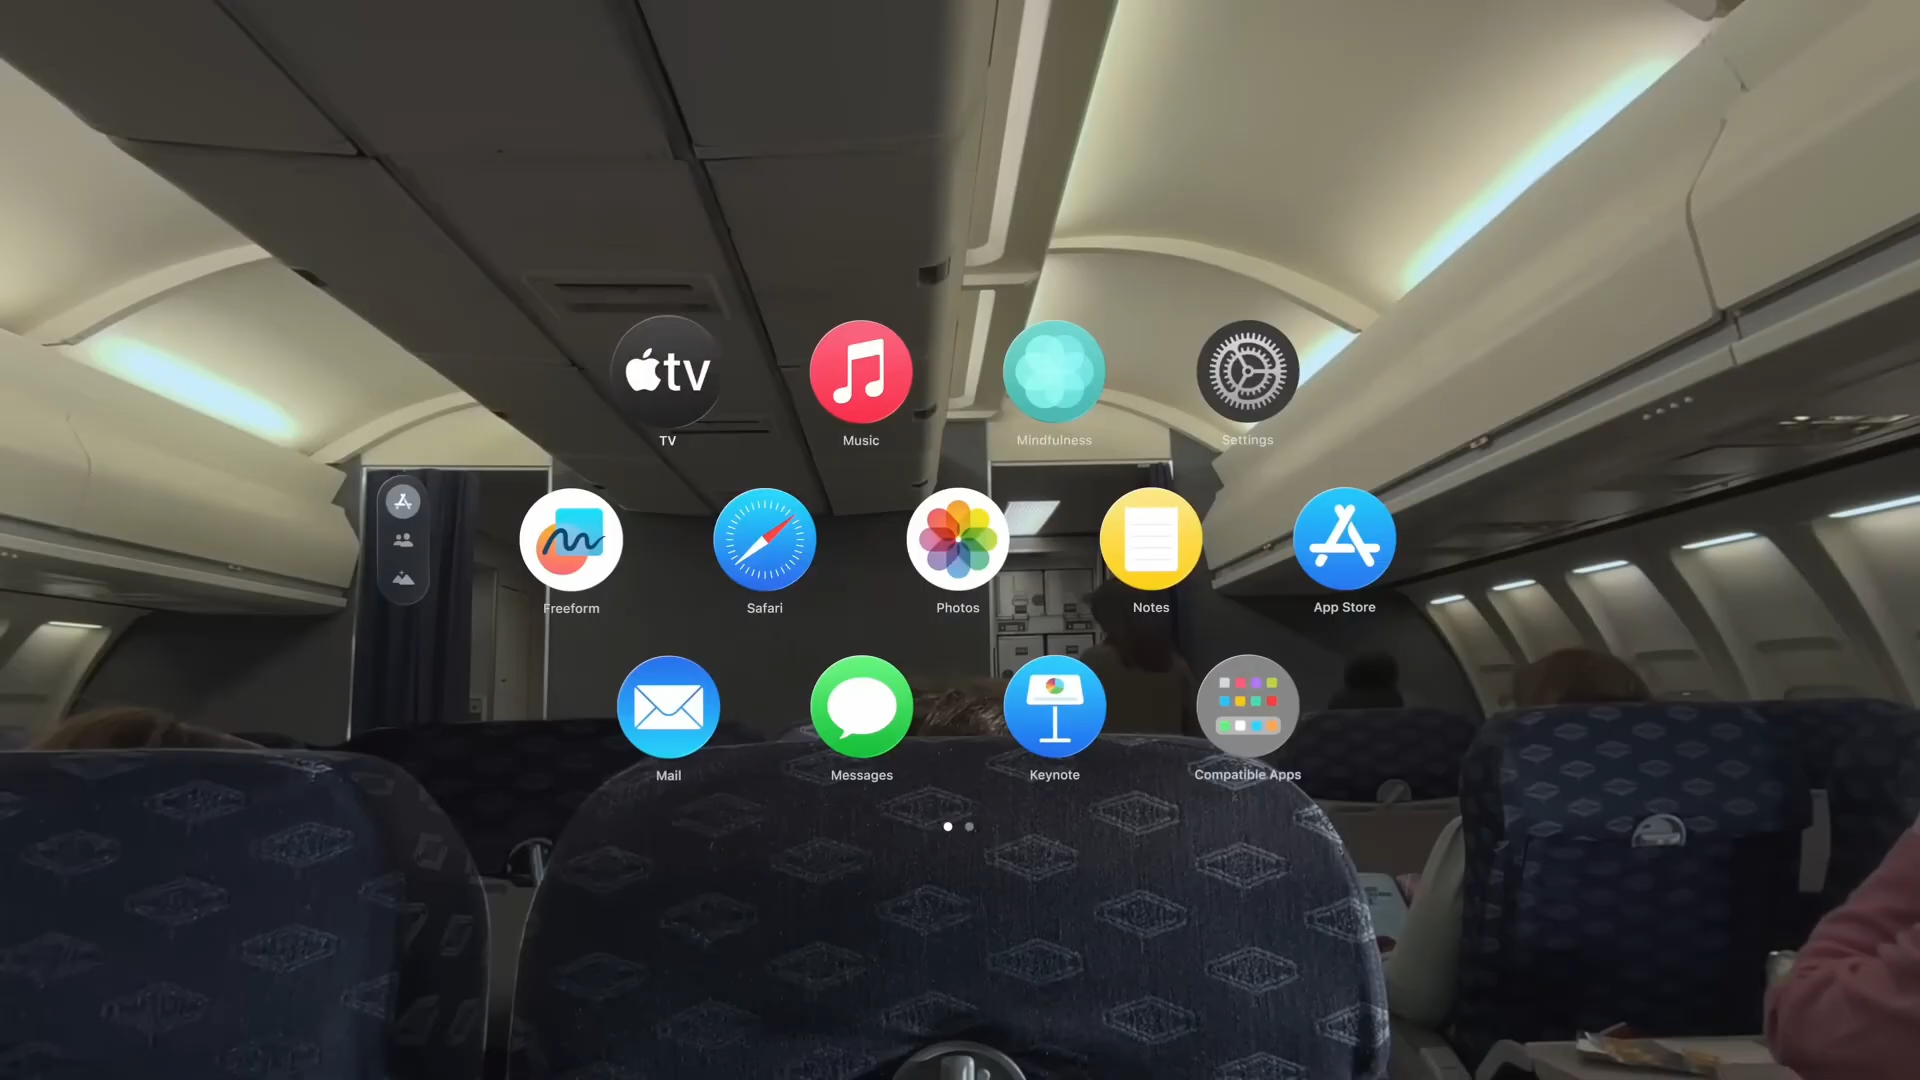 tv
TV
Music
Mindfulness
Settings
Freeform
Safari
Photos
Notes
App Store
Mail
Messages
Keynote
Compatible Apps